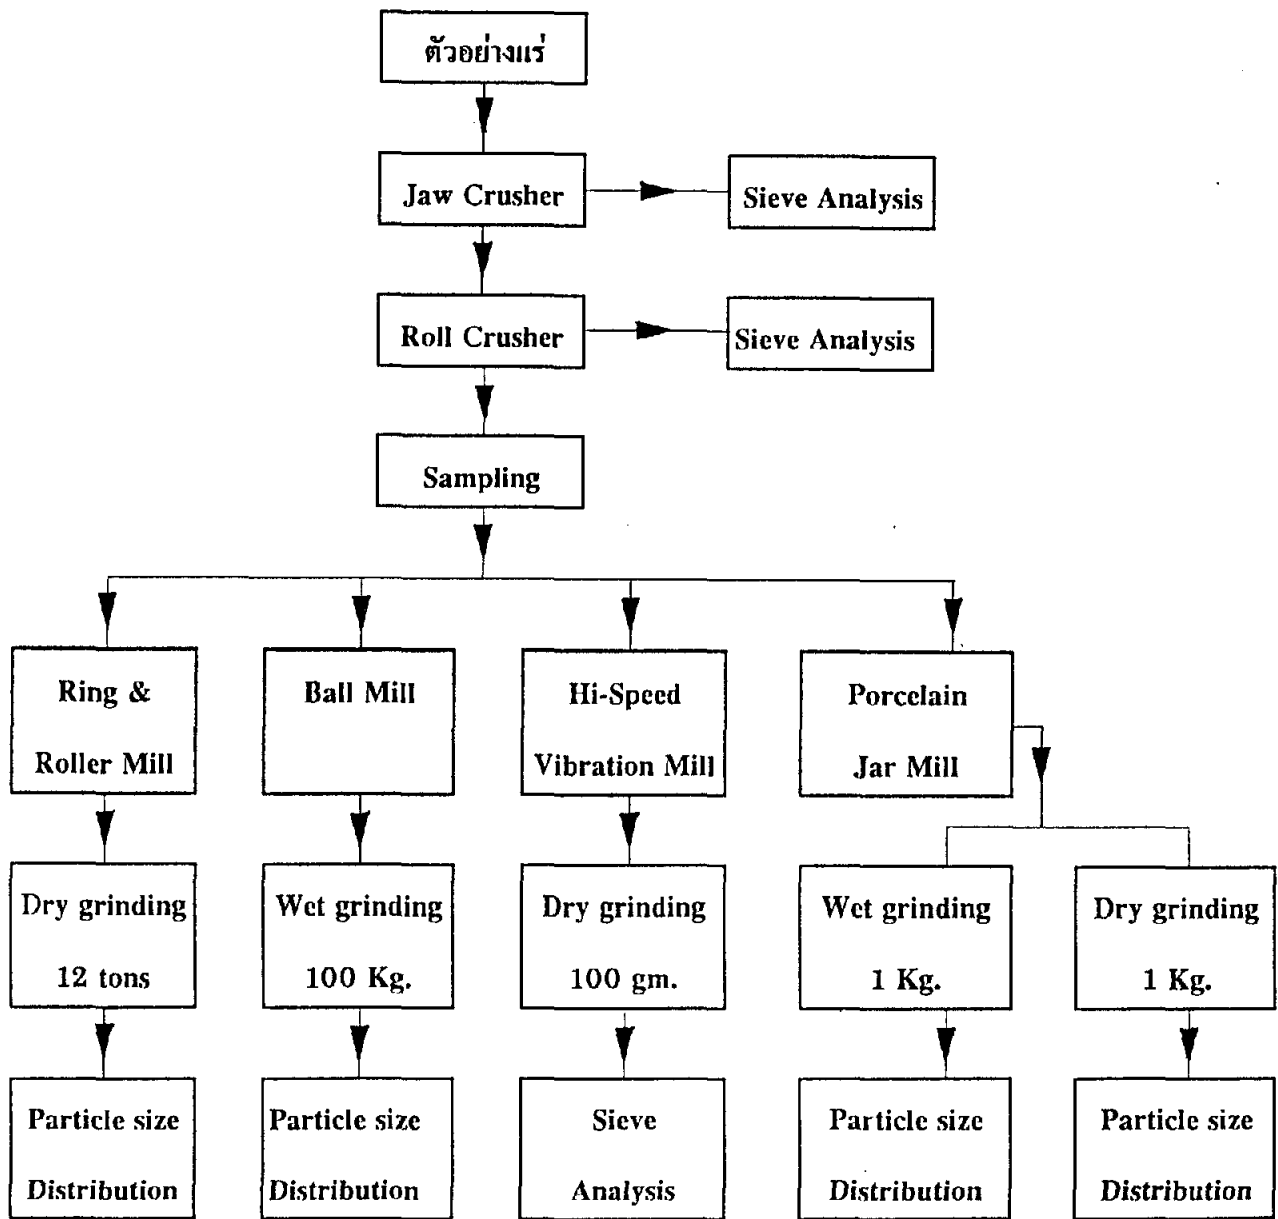 ตัวอย่างแร่
Jaw Crusher
Sieve Analysis
Roll Crusher
Sieve Analysis
Sampling
Ring &
Roller Mill
Ball Mill
Hi-Speed
Vibration Mill
Porcelain
Jar Mill
Dry grinding
12 tons
Wet grinding
100 Kg.
Dry grinding
100 gm.
Wet grinding
1 Kg.
Dry grinding
1 Kg.
Particle size
Distribution
Particle size
Distribution
Sieve
Analysis
Particle size
Distribution
Particle size
Distribution